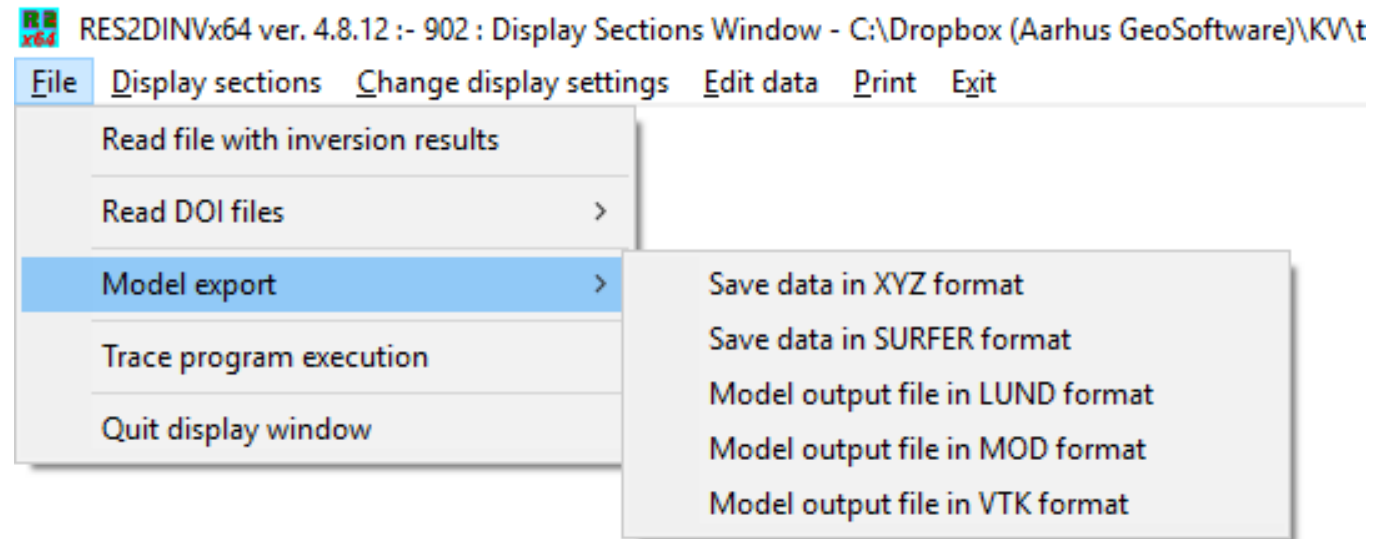 R2 x64 RES2DINVx64 ver. 4.8.12 :- 902 : Display Sections Window - C:\Dropbox (Aarhus GeoSoftware)\KV\t
File Display sections Change display settings Edit data Print Exit
Read file with inversion results
Read DOI files >
Model export >
Save data in XYZ format
Save data in SURFER format
Model output file in LUND format
Model output file in MOD format
Model output file in VTK format
Trace program execution
Quit display window